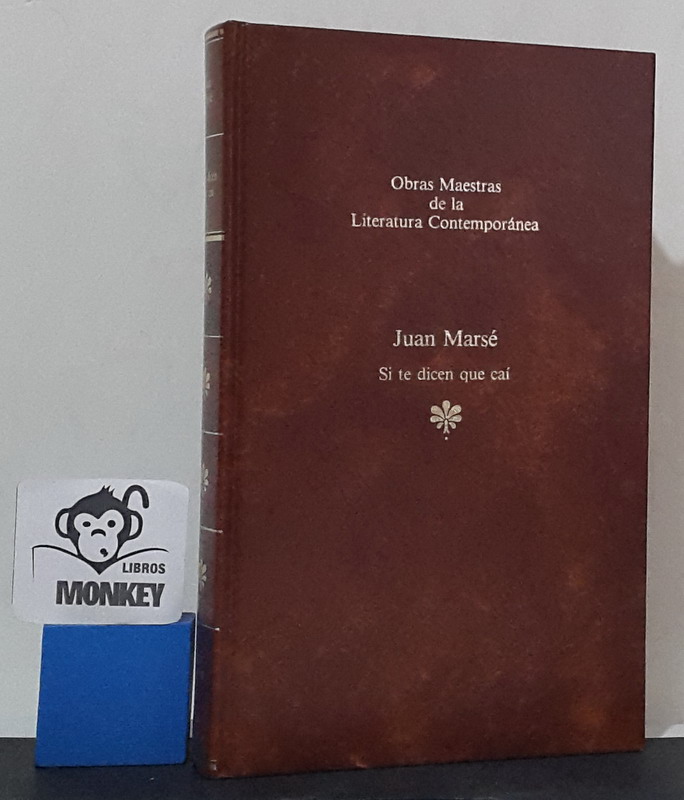 Obras Maestras
de la
Literatura Contemporánea
Juan Marsé
Si te dicen que caí
LIBROS
MONKEY